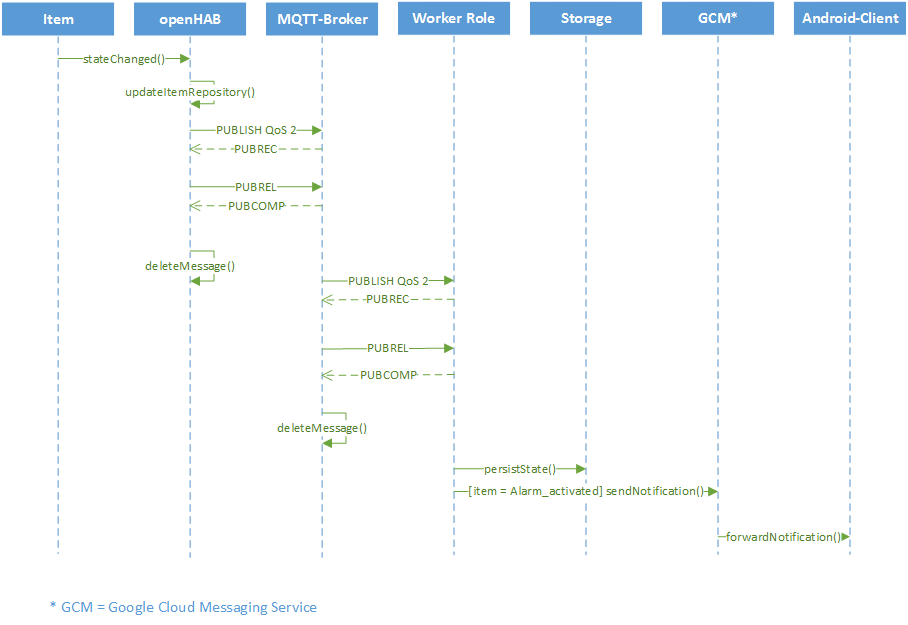 Item openHAB MQTT-Broker Worker Role Storage GCM* Android-Client
stateChanged()
updateItemRepository()
PUBLISH QoS 2
PUBREC
PUBREL
PUBCOMP
deleteMessage()
PUBLISH QoS 2
PUBREC
PUBREL
PUBCOMP
deleteMessage()
persistState()
[item = Alarm_activated] sendNotification()
forwardNotification()
* GCM = Google Cloud Messaging Service